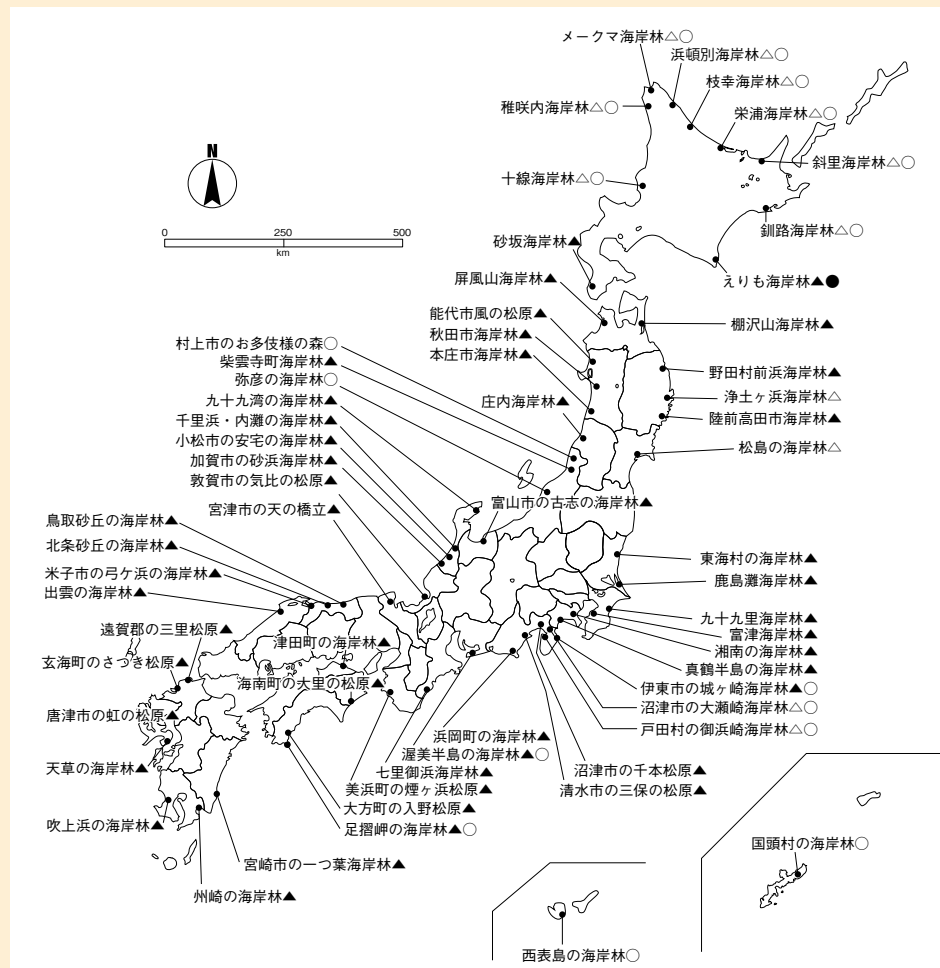 メークマ海岸林△○
浜頓別海岸林△○
枝幸海岸林△○
稚咲内海岸林△○
栄浦海岸林△○
斜里海岸林△○
十線海岸林△○
釧路海岸林△○
N
0 250 500
km
砂坂海岸林▲
えりも海岸林▲●
屏風山海岸林▲
能代市風の松原▲
棚沢山海岸林▲
秋田市海岸林▲
村上市のお多伎様の森○
本庄市海岸林▲
柴雲寺町海岸林▲
野田村前浜海岸林▲
弥彦の海岸林○
浄土ヶ浜海岸林△
九十九湾の海岸林▲
庄内海岸林▲
千里浜・内灘の海岸林▲
陸前高田市海岸林▲
小松市の安宅の海岸林▲
松島の海岸林△
加賀市の砂浜海岸林▲
敦賀市の気比の松原▲
富山市の古志の海岸林▲
宮津市の天の橋立▲
鳥取砂丘の海岸林▲
北条砂丘の海岸林▲
東海村の海岸林▲
米子市の弓ケ浜の海岸林▲
鹿島灘海岸林▲
出雲の海岸林▲
九十九里海岸林▲
遠賀郡の三里松原▲
富津海岸林▲
津田町の海岸林▲
湘南の海岸林▲
玄海町のさつき松原▲
真鶴半島の海岸林▲
海南町の大里の松原▲
伊東市の城ヶ崎海岸林▲○
沼津市の大瀬崎海岸林△○
唐津市の虹の松原▲
戸田村の御浜崎海岸林△○
浜岡町の海岸林▲
渥美半島の海岸林▲○
天草の海岸林▲
七里御浜海岸林▲
沼津市の千本松原▲
美浜町の煙ヶ浜松原▲
清水市の三保の松原▲
大方町の入野松原▲
吹上浜の海岸林▲
足摺岬の海岸林▲○
国頭村の海岸林○
宮崎市の一つ葉海岸林▲
州崎の海岸林▲
西表島の海岸林○